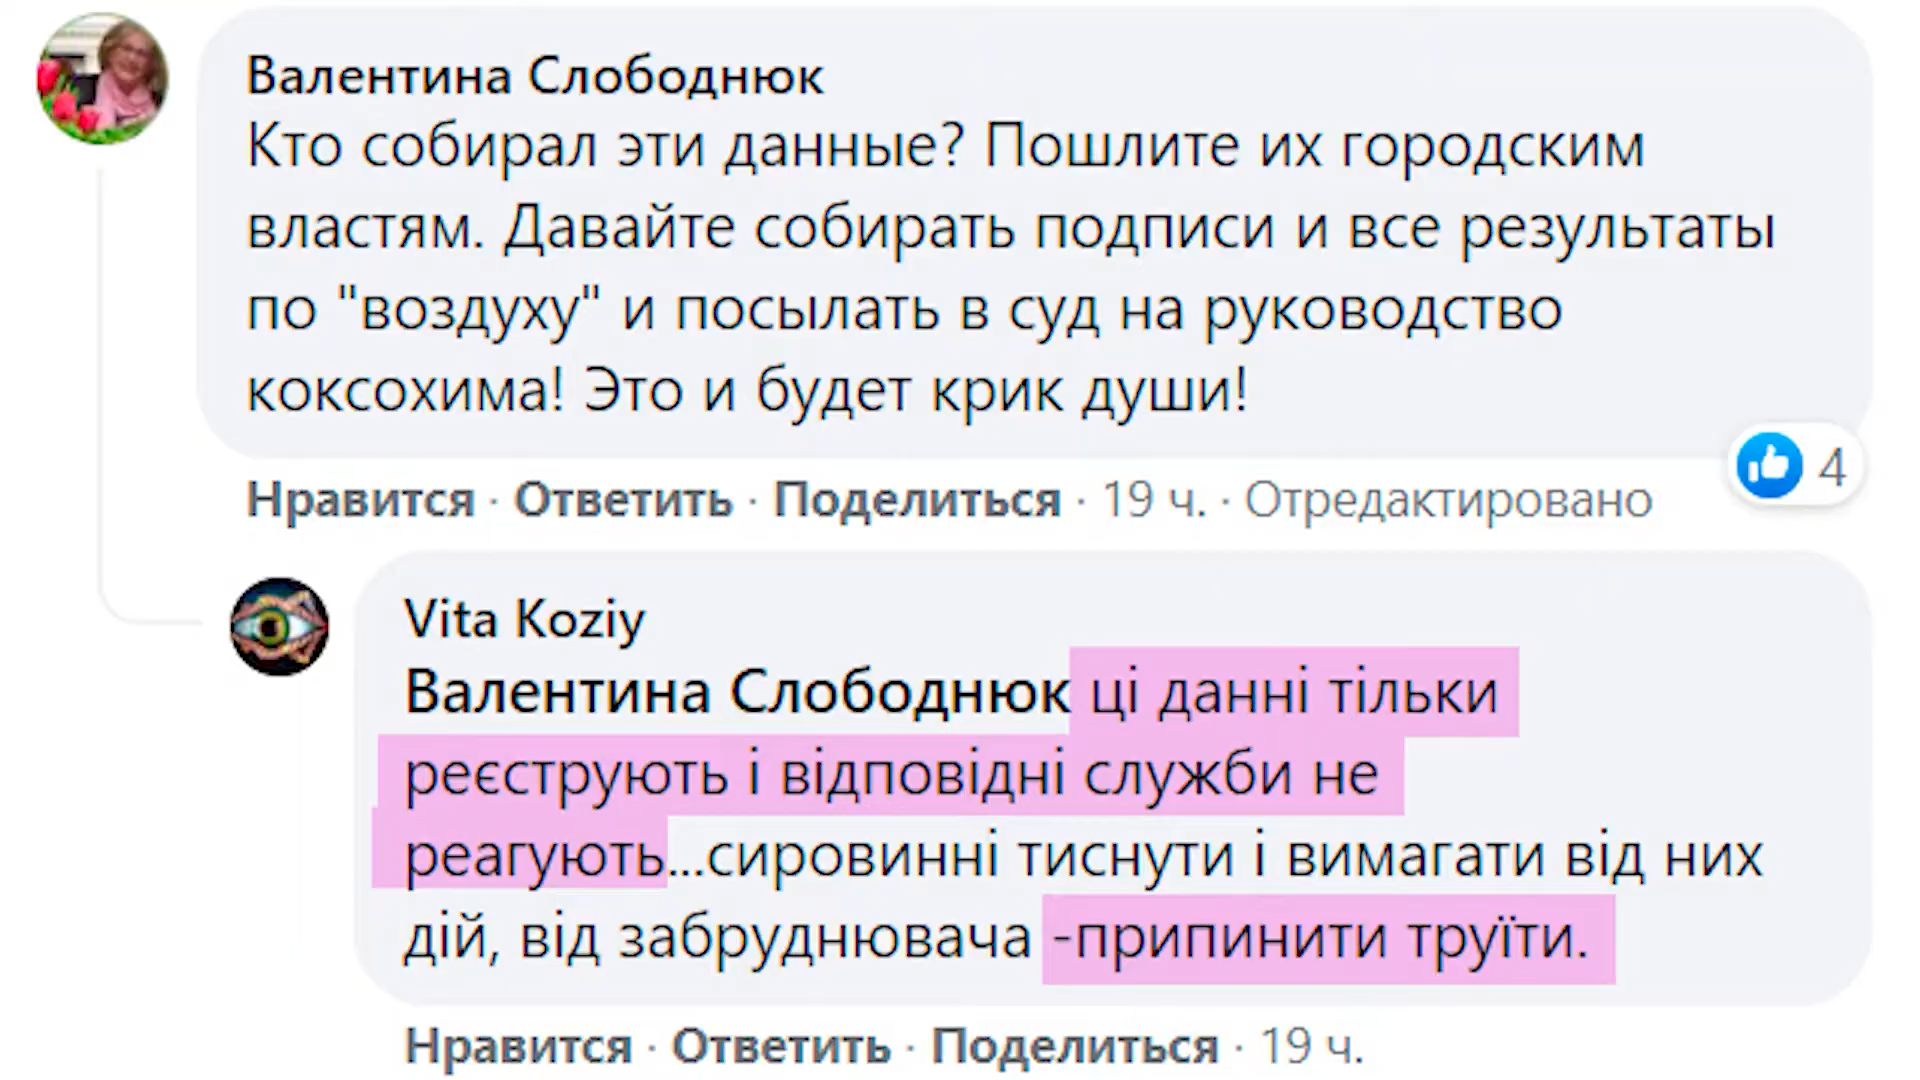 Валентина Слободнюк
Кто собирал эти данные? Пошлите их городским
властям. Давайте собирать подписи и все результаты
по "воздуху" и посылать в суд на руководство
коксохима! Это и будет крик души!
4
Нравится · Ответить · Поделиться · 19 ч. · Отредактировано
Vita Koziy
Валентина Слободнюк ці данні тільки
реєструють і відповідні служби не
реагують...сировинні тиснути і вимагати від них
дій, від забруднювача -припинити труїти.
Нравится · Ответить · Поделиться · 19 ч.